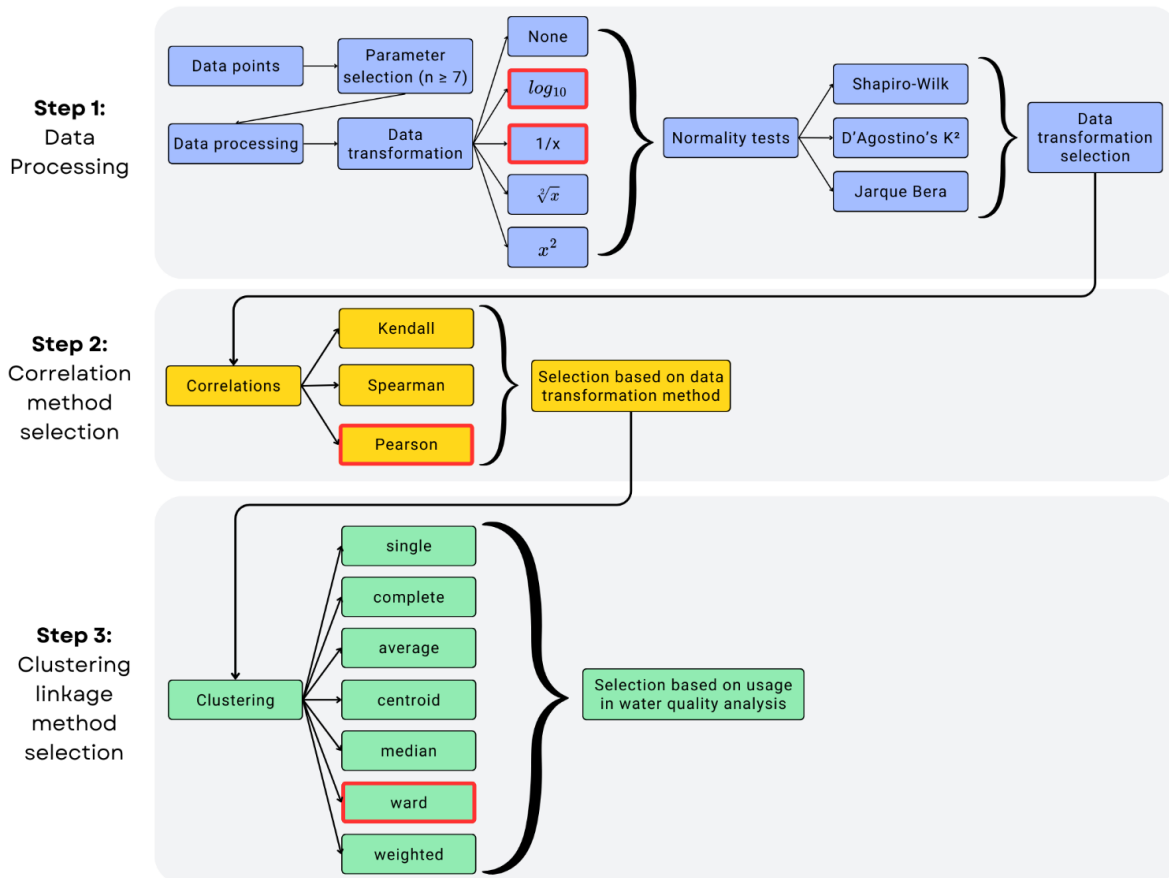 Step 1:
Data
Processing
Data points
Parameter
selection (n ≥ 7)
Data processing
Data
transformation
None
log₁₀
1/x
²√x
x²
Normality tests
Shapiro-Wilk
D'Agostino's K²
Jarque Bera
Data
transformation
selection
Step 2:
Correlation
method
selection
Correlations
Kendall
Spearman
Pearson
Selection based on data
transformation method
Step 3:
Clustering
linkage
method
selection
Clustering
single
complete
average
centroid
median
ward
weighted
Selection based on usage
in water quality analysis